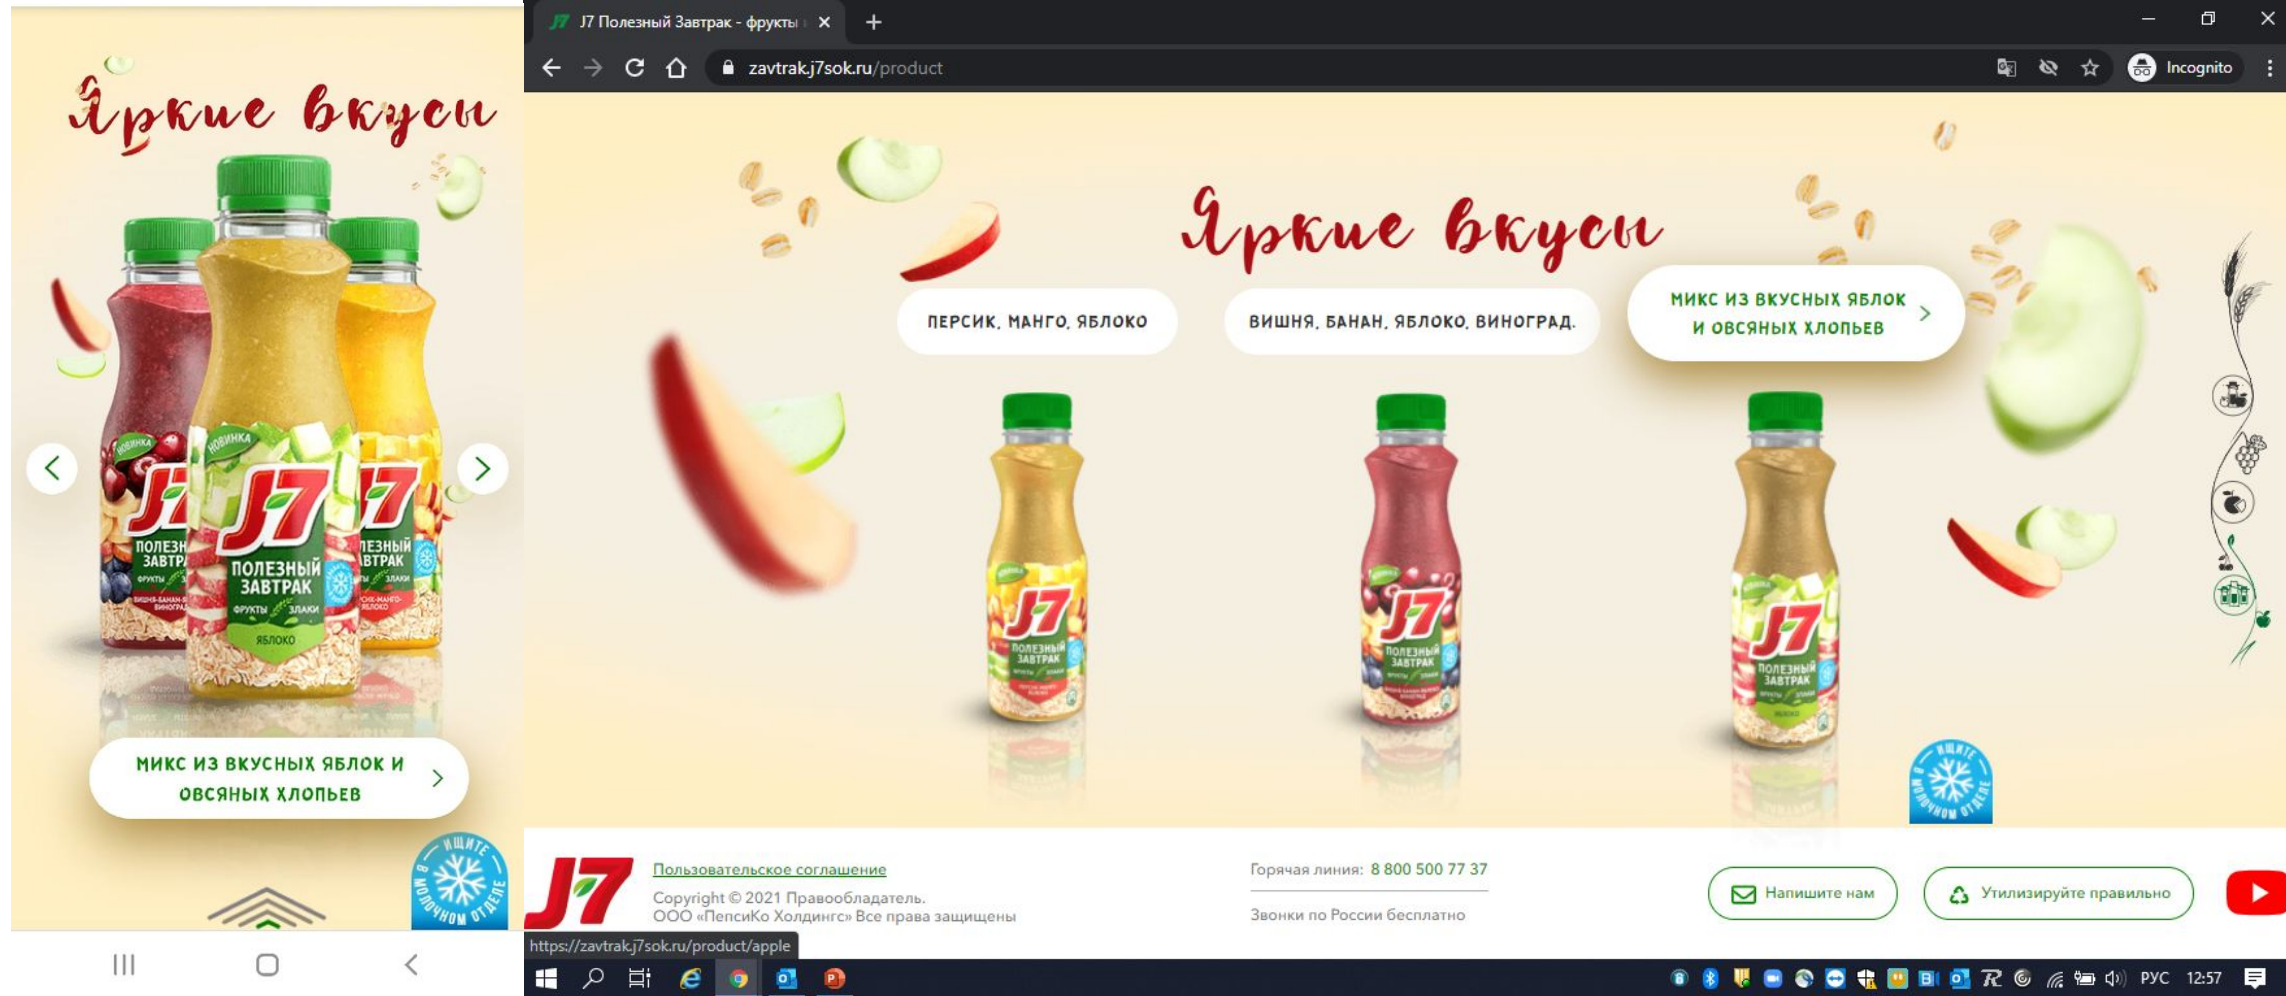 Яркие вкусы
НОВИНКА
НОВИНКА
J7
J7
J7
ПОЛЕЗНЫЙ
ЗАВТРАК
ФРУКТЫ ЗЛАКИ
ЯБЛОКО
МИКС ИЗ ВКУСНЫХ ЯБЛОК И
ОВСЯНЫХ ХЛОПЬЕВ
ИЩИТЕ
В МОЛОЧНОМ ОТДЕЛЕ
J7 Полезный Завтрак - фрукты
zavtrak.j7sok.ru/product
Incognito
Яркие вкусы
ПЕРСИК, МАНГО, ЯБЛОКО
ВИШНЯ, БАНАН, ЯБЛОКО, ВИНОГРАД.
МИКС ИЗ ВКУСНЫХ ЯБЛОК
И ОВСЯНЫХ ХЛОПЬЕВ
J7
ПОЛЕЗНЫЙ
ЗАВТРАК
J7
ПОЛЕЗНЫЙ
ЗАВТРАК
J7
ПОЛЕЗНЫЙ
ЗАВТРАК
ЯБЛОКО
ИЩИТЕ
В МОЛОЧНОМ ОТДЕЛЕ
J7
Пользовательское соглашение
Copyright © 2021 Правообладатель.
ООО «ПепсиКо Холдингс» Все права защищены
Горячая линия: 8 800 500 77 37
Звонки по России бесплатно
Напишите нам
Утилизируйте правильно
https://zavtrak.j7sok.ru/product/apple
РУС 12:57